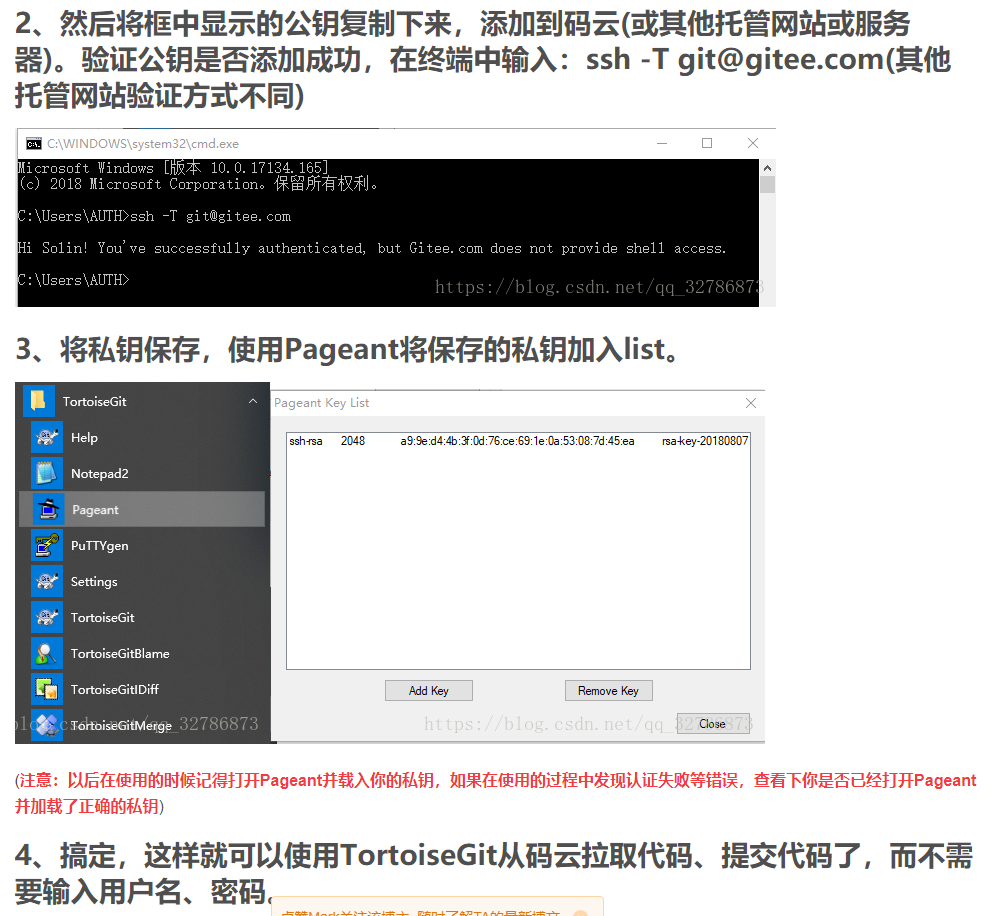 2、然后将框中显示的公钥复制下来，添加到码云(或其他托管网站或服务
器)。验证公钥是否添加成功，在终端中输入：ssh -T git@gitee.com(其他
托管网站验证方式不同)
C:\WINDOWS\system32\cmd.exe
Microsoft Windows [版本 10.0.17134.165]
(c) 2018 Microsoft Corporation。保留所有权利。
C:\Users\AUTH>ssh -T git@gitee.com
Hi Solin! You've successfully authenticated, but Gitee.com does not provide shell access.
C:\Users\AUTH>
https://blog.csdn.net/qq_32786873
3、将私钥保存，使用Pageant将保存的私钥加入list。
TortoiseGit
Help
Notepad2
Pageant
PuTTYgen
Settings
TortoiseGit
TortoiseGitBlame
TortoiseGitIDiff
TortoiseGitMerge
blog.csdn.net/qq_32786873
Pageant Key List
ssh-rsa 2048 a9:9e:d4:4b:3f:0d:76:ce:69:1e:0a:53:08:7d:45:ea rsa-key-20180807
Add Key Remove Key
https://blog.csdn.net/qq_32786873
Close
(注意：以后在使用的时候记得打开Pageant并载入你的私钥，如果在使用的过程中发现认证失败等错误，查看下你是否已经打开Pageant
并加载了正确的私钥)
4、搞定，这样就可以使用TortoiseGit从码云拉取代码、提交代码了，而不需
要输入用户名、密码。